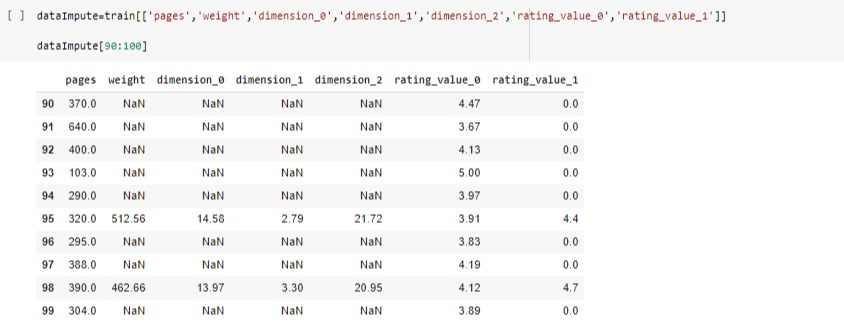 [ ] dataImpute=train[['pages','weight','dimension_0','dimension_1','dimension_2','rating_value_0','rating_value_1']]
dataImpute[90:100]
pages weight dimension_0 dimension_1 dimension_2 rating_value_0 rating_value_1
90 370.0 NaN NaN NaN NaN 4.47 0.0
91 640.0 NaN NaN NaN NaN 3.67 0.0
92 400.0 NaN NaN NaN NaN 4.13 0.0
93 103.0 NaN NaN NaN NaN 5.00 0.0
94 290.0 NaN NaN NaN NaN 3.97 0.0
95 320.0 512.56 14.58 2.79 21.72 3.91 4.4
96 295.0 NaN NaN NaN NaN 3.83 0.0
97 388.0 NaN NaN NaN NaN 4.19 0.0
98 390.0 462.66 13.97 3.30 20.95 4.12 4.7
99 304.0 NaN NaN NaN NaN 3.89 0.0